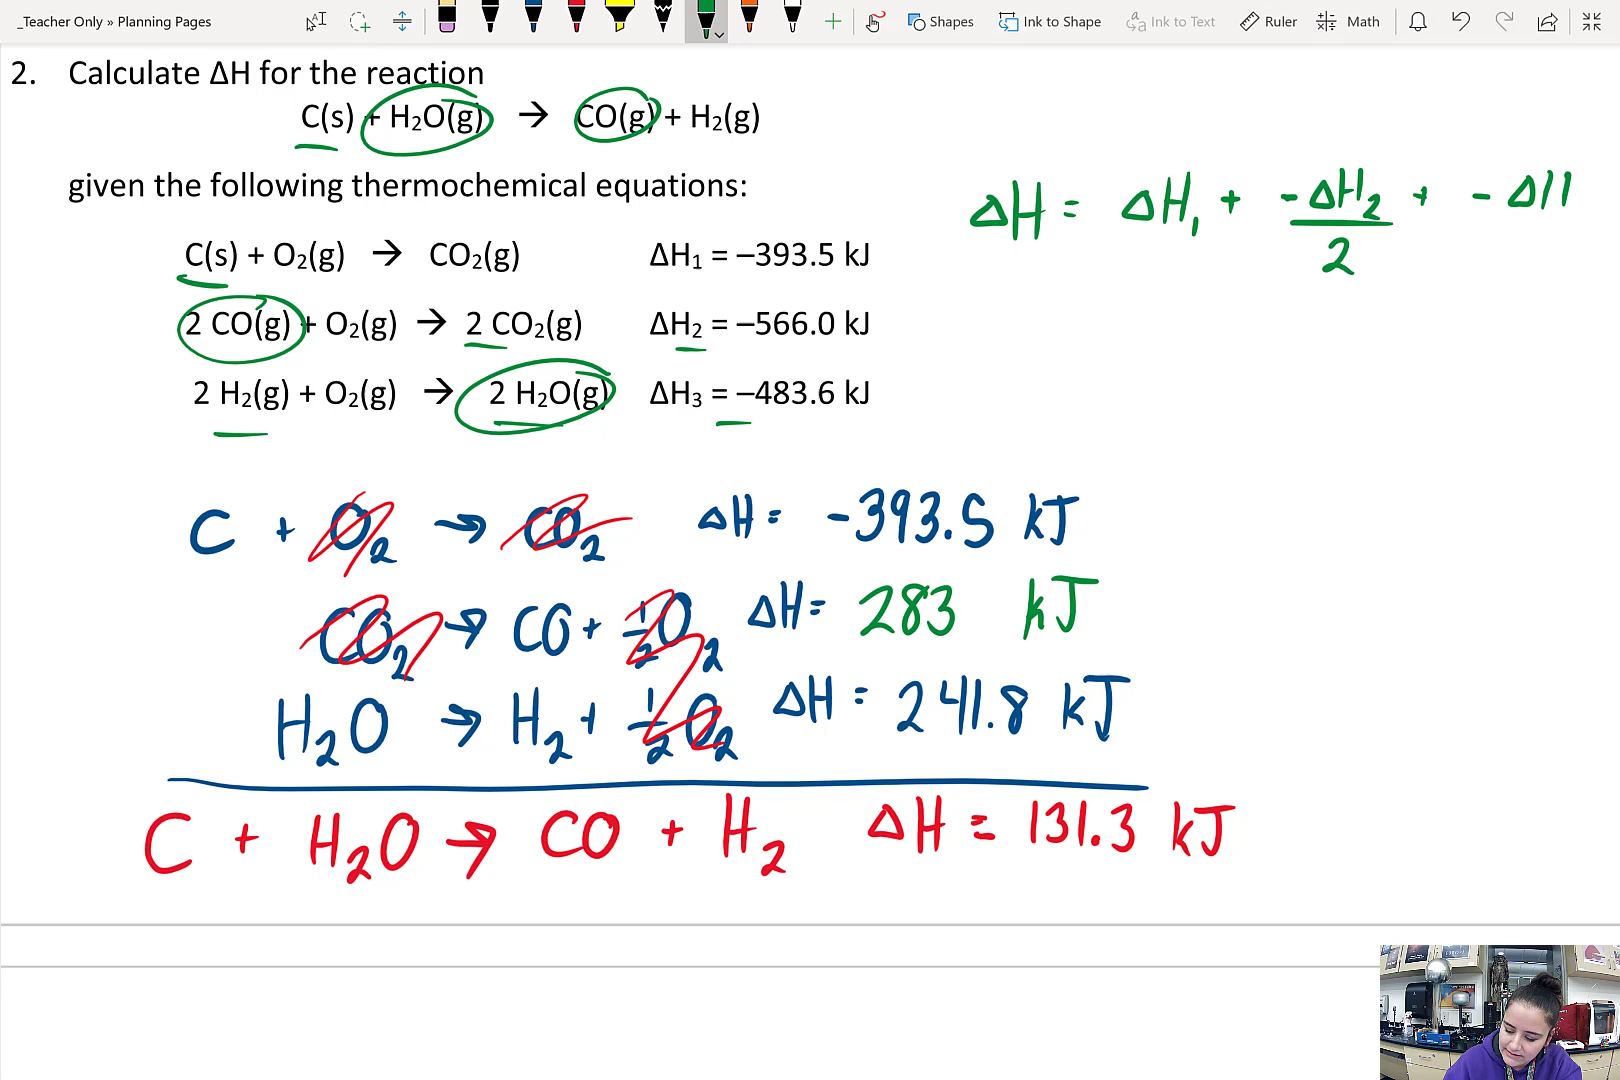 _Teacher Only » Planning Pages
Shapes Ink to Shape Ink to Text Ruler Math
2. Calculate ΔH for the reaction
C(s) + H₂O(g) → CO(g) + H₂(g)
given the following thermochemical equations:
ΔH = ΔH₁ + -ΔH₂/2 + -ΔH
C(s) + O₂(g) → CO₂(g) ΔH₁ = –393.5 kJ
2 CO(g) + O₂(g) → 2 CO₂(g) ΔH₂ = –566.0 kJ
2 H₂(g) + O₂(g) → 2 H₂O(g) ΔH₃ = –483.6 kJ
C + O₂ → CO₂ ΔH = -393.5 kJ
CO₂ → CO + ½O₂ ΔH = 283 kJ
H₂O → H₂ + ½O₂ ΔH = 241.8 kJ
C + H₂O → CO + H₂ ΔH = 131.3 kJ